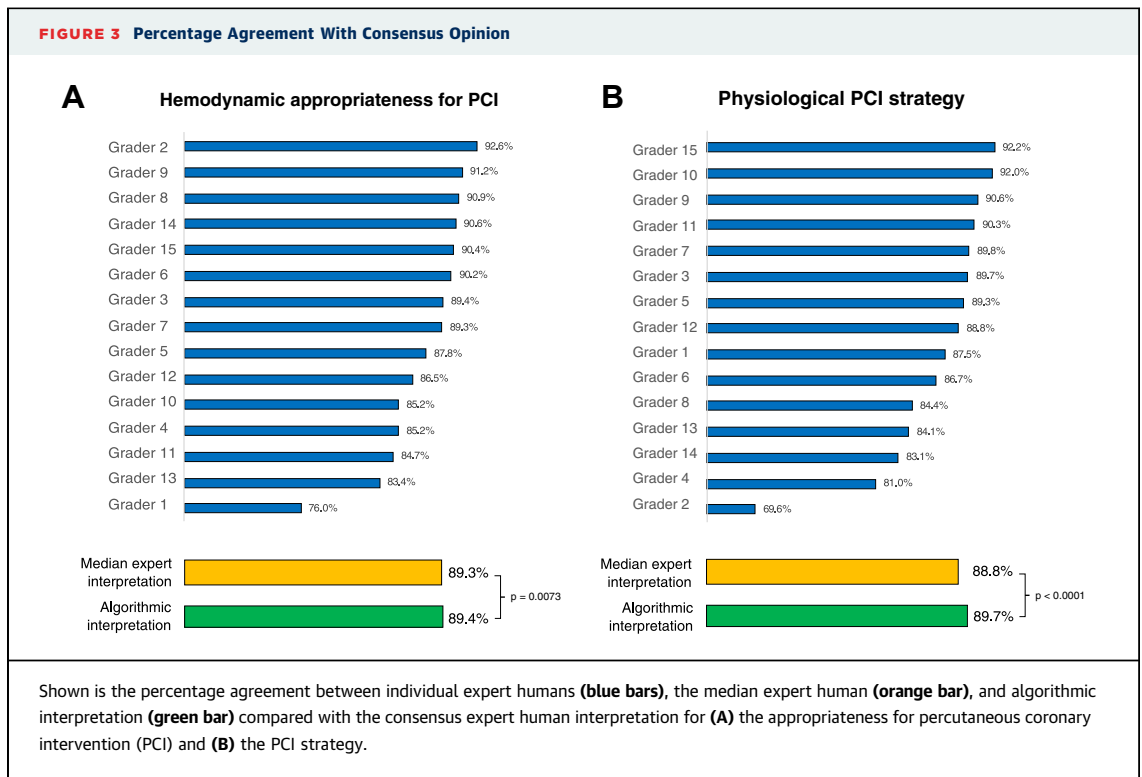 FIGURE 3 Percentage Agreement With Consensus Opinion
A
Hemodynamic appropriateness for PCI
Grader 2 92.6%
Grader 9 91.2%
Grader 8 90.9%
Grader 14 90.6%
Grader 15 90.4%
Grader 6 90.2%
Grader 3 89.4%
Grader 7 89.3%
Grader 5 87.8%
Grader 12 86.5%
Grader 10 85.2%
Grader 4 85.2%
Grader 11 84.7%
Grader 13 83.4%
Grader 1 76.0%
Median expert
interpretation
89.3%
Algorithmic
interpretation
89.4%
p = 0.0073
B
Physiological PCI strategy
Grader 15 92.2%
Grader 10 92.0%
Grader 9 90.6%
Grader 11 90.3%
Grader 7 89.8%
Grader 3 89.7%
Grader 5 89.3%
Grader 12 88.8%
Grader 1 87.5%
Grader 6 86.7%
Grader 8 84.4%
Grader 13 84.1%
Grader 14 83.1%
Grader 4 81.0%
Grader 2 69.6%
Median expert
interpretation
88.8%
Algorithmic
interpretation
89.7%
p < 0.0001
Shown is the percentage agreement between individual expert humans (blue bars), the median expert human (orange bar), and algorithmic
interpretation (green bar) compared with the consensus expert human interpretation for (A) the appropriateness for percutaneous coronary
intervention (PCI) and (B) the PCI strategy.